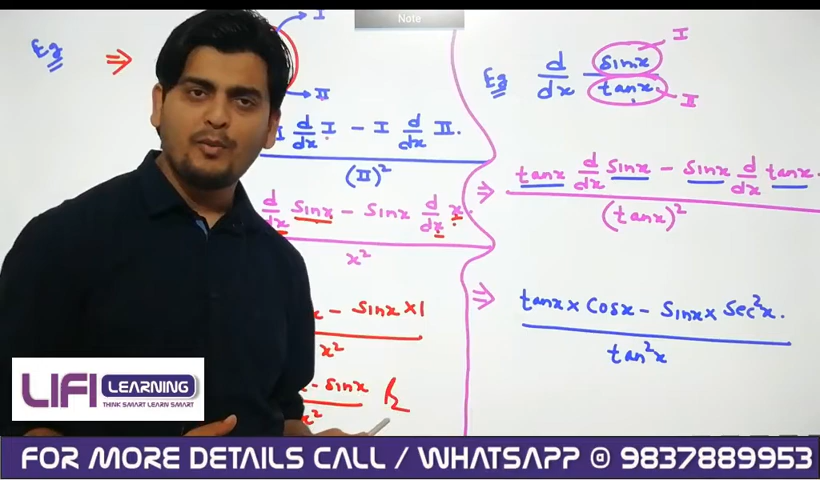 Note
Eg ⇒
I
II
I d/dx I − I d/dx II.
(II)²
d/dx sinx − sinx d/dx x.
x²
− sinx × 1
x²
− sinx
x²
Eg d/dx sinx
tanx.
I
II
⇒ tanx d/dx sinx − sinx d/dx tanx.
(tanx)²
⇒ tanx × Cosx − Sinx × Sec²x.
tan²x
LIFI LEARNING
THINK SMART LEARN SMART
FOR MORE DETAILS CALL / WHATSAPP @ 9837889953